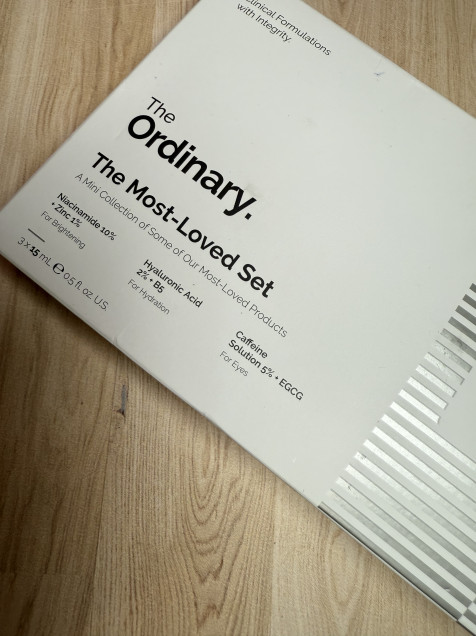 Clinical Formulations
with Integrity.
The
Ordinary.
The Most-Loved Set
A Mini Collection of Some of Our Most-Loved Products
Niacinamide 10%
+ Zinc 1%
For Brightening
Hyaluronic Acid
2% + B5
For Hydration
Caffeine
Solution 5% + EGCG
For Eyes
3 x 15 mL ℮ 0.5 fl. oz. U.S.